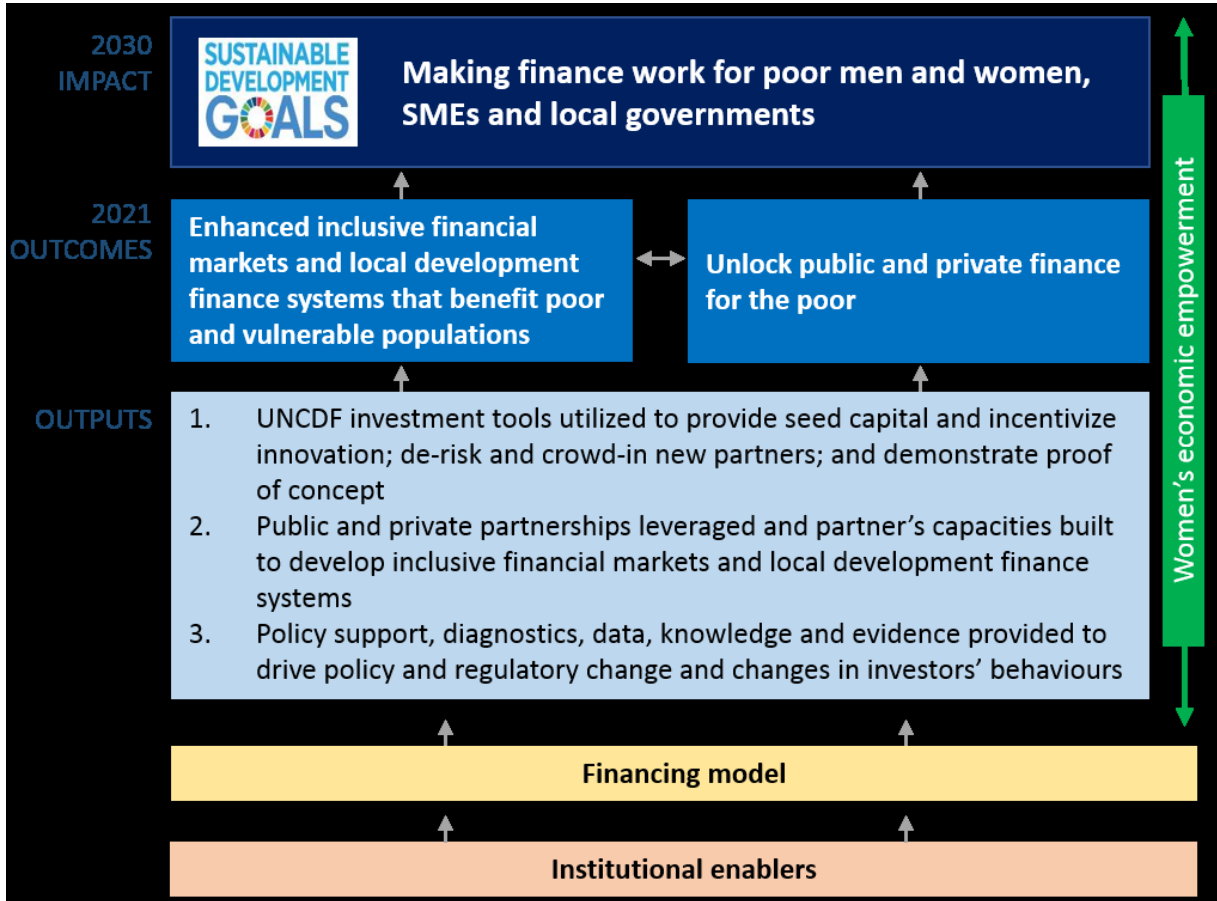 2030
IMPACT
SUSTAINABLE
DEVELOPMENT
GOALS
Making finance work for poor men and women,
SMEs and local governments
2021
OUTCOMES
Enhanced inclusive financial
markets and local development
finance systems that benefit poor
and vulnerable populations
Unlock public and private finance
for the poor
OUTPUTS
1. UNCDF investment tools utilized to provide seed capital and incentivize
innovation; de-risk and crowd-in new partners; and demonstrate proof
of concept
2. Public and private partnerships leveraged and partner's capacities built
to develop inclusive financial markets and local development finance
systems
3. Policy support, diagnostics, data, knowledge and evidence provided to
drive policy and regulatory change and changes in investors' behaviours
Women's economic empowerment
Financing model
Institutional enablers